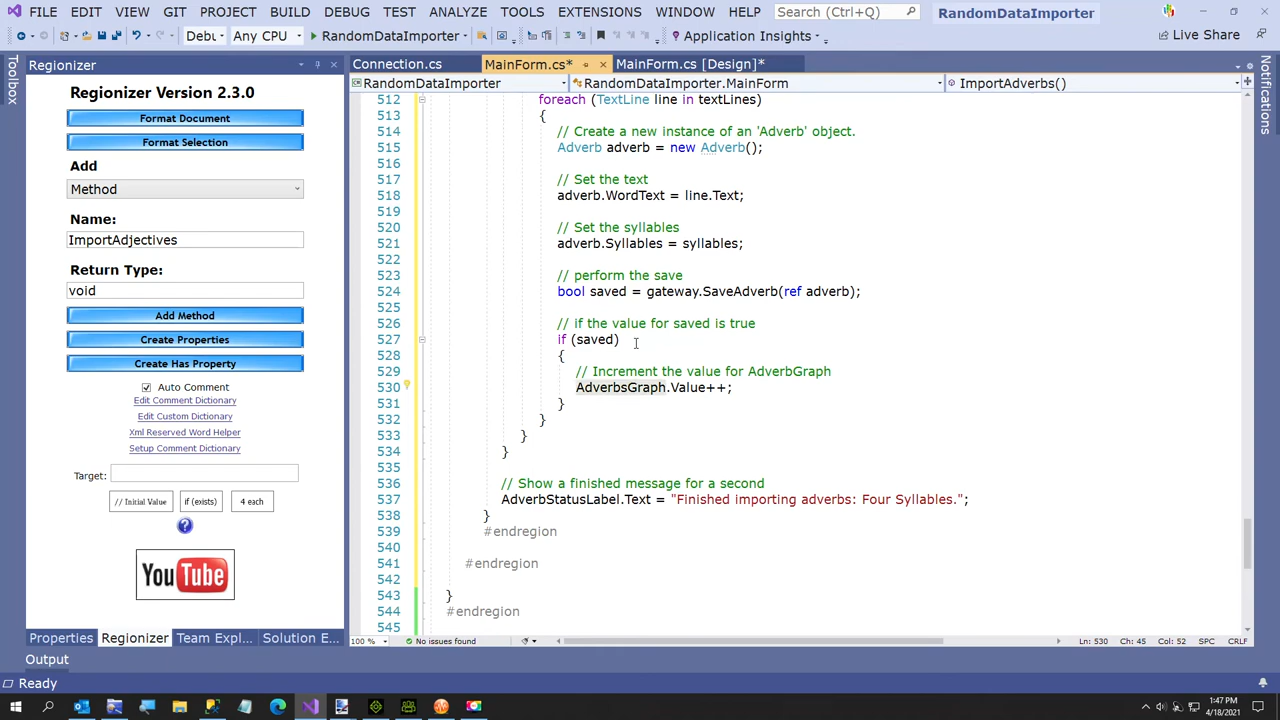 FILE EDIT VIEW GIT PROJECT BUILD DEBUG TEST ANALYZE TOOLS EXTENSIONS WINDOW HELP Search (Ctrl+Q) RandomDataImporter
Debu Any CPU RandomDataImporter Application Insights Live Share
Toolbox
Regionizer
Regionizer Version 2.3.0
Format Document
Format Selection
Add
Method
Name:
ImportAdjectives
Return Type:
void
Add Method
Create Properties
Create Has Property
Auto Comment
Edit Comment Dictionary
Edit Custom Dictionary
Xml Reserved Word Helper
Setup Comment Dictionary
Target:
// Initial Value if (exists) 4 each
?
YouTube
Properties Regionizer Team Expl... Solution E...
Connection.cs MainForm.cs* MainForm.cs [Design]*
RandomDataImporter RandomDataImporter.MainForm ImportAdverbs()
512 foreach (TextLine line in textLines)
513 {
514 // Create a new instance of an 'Adverb' object.
515 Adverb adverb = new Adverb();
516
517 // Set the text
518 adverb.WordText = line.Text;
519
520 // Set the syllables
521 adverb.Syllables = syllables;
522
523 // perform the save
524 bool saved = gateway.SaveAdverb(ref adverb);
525
526 // if the value for saved is true
527 if (saved)
528 {
529 // Increment the value for AdverbGraph
530 AdverbsGraph.Value++;
531 }
532 }
533 }
534 }
535
536 // Show a finished message for a second
537 AdverbStatusLabel.Text = "Finished importing adverbs: Four Syllables.";
538 }
539 #endregion
540
541 #endregion
542
543 }
544 #endregion
545
100 % No issues found Ln: 530 Ch: 45 Col: 52 SPC CRLF
Notifications
Output
Ready
1:47 PM
4/18/2021